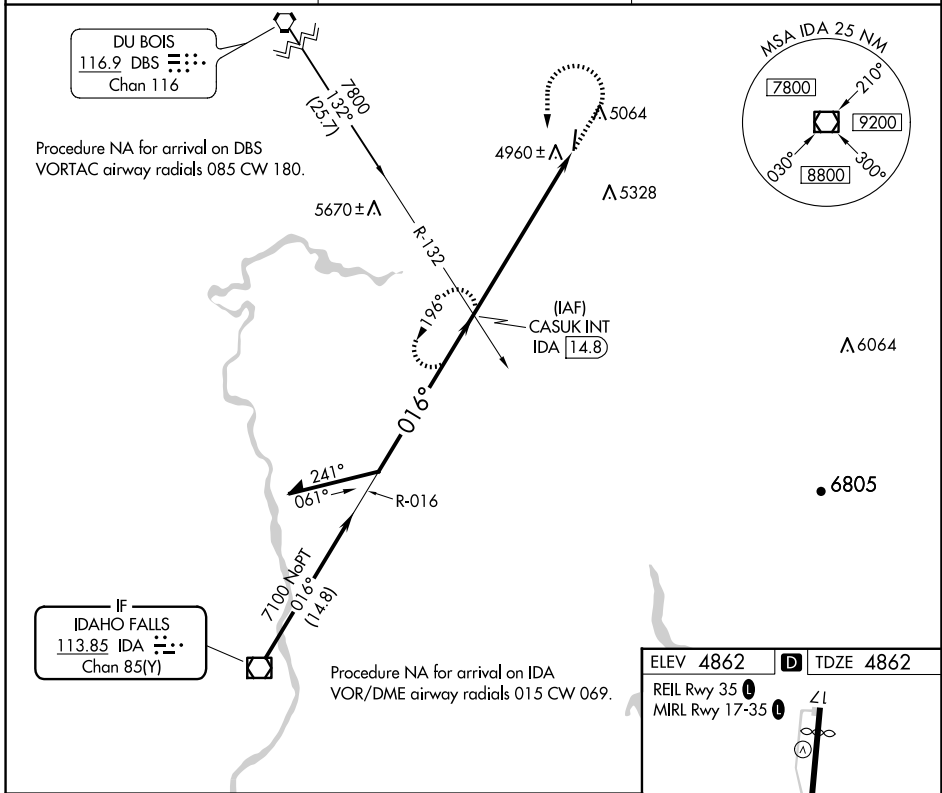 DU BOIS
116.9 DBS
Chan 116
Procedure NA for arrival on DBS
VORTAC airway radials 085 CW 180.
7800
132°
(25.7)
R-132
5670±
4960±
5064
5328
MSA IDA 25 NM
7800
210°
9200
030°
8800
300°
196°
(IAF)
CASUK INT
IDA 14.8
6064
016°
241°
061°
R-016
6805
7100 NoPT
016°
(14.8)
IF
IDAHO FALLS
113.85 IDA
Chan 85(Y)
Procedure NA for arrival on IDA
VOR/DME airway radials 015 CW 069.
ELEV 4862 D TDZE 4862
REIL Rwy 35 L
MIRL Rwy 17-35 L
17
A